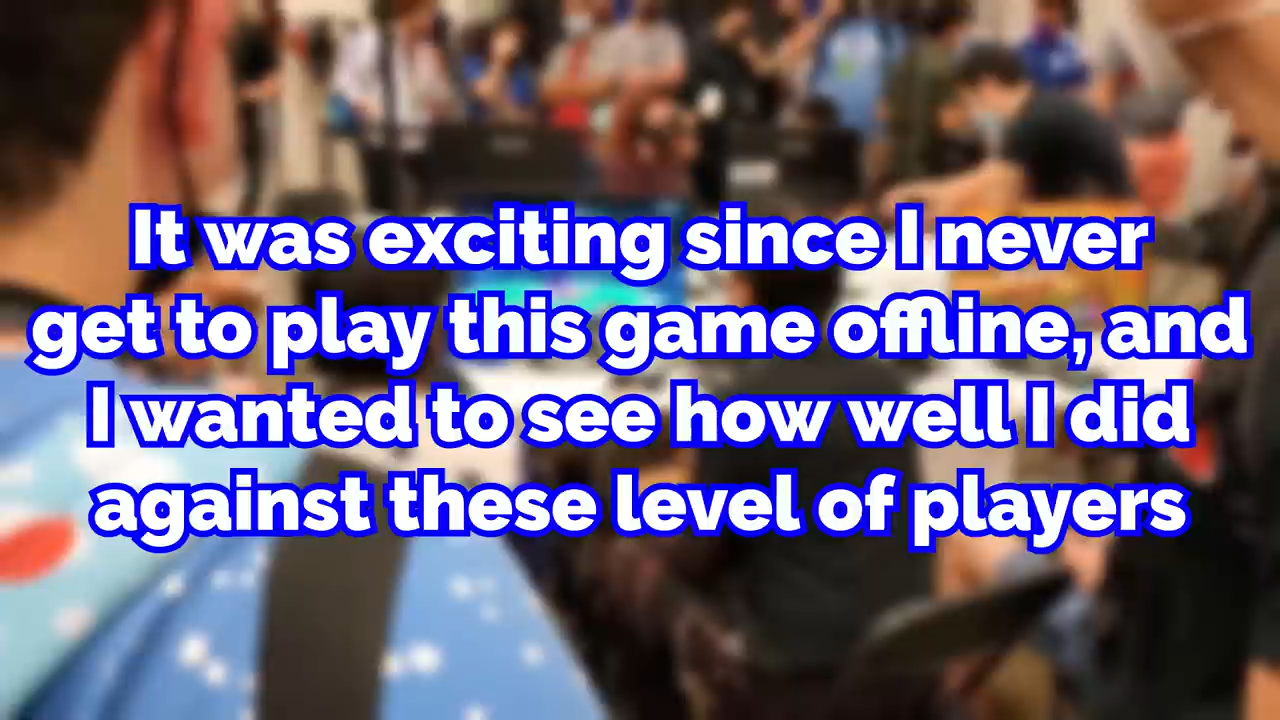 It was exciting since I never
get to play this game offline, and
I wanted to see how well I did
against these level of players